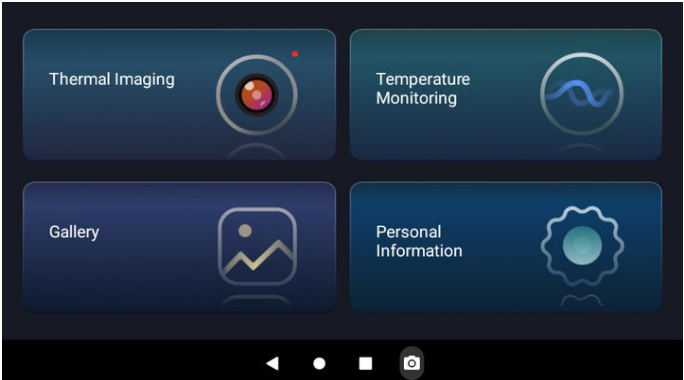 Thermal Imaging
Temperature
Monitoring
Gallery
Personal
Information